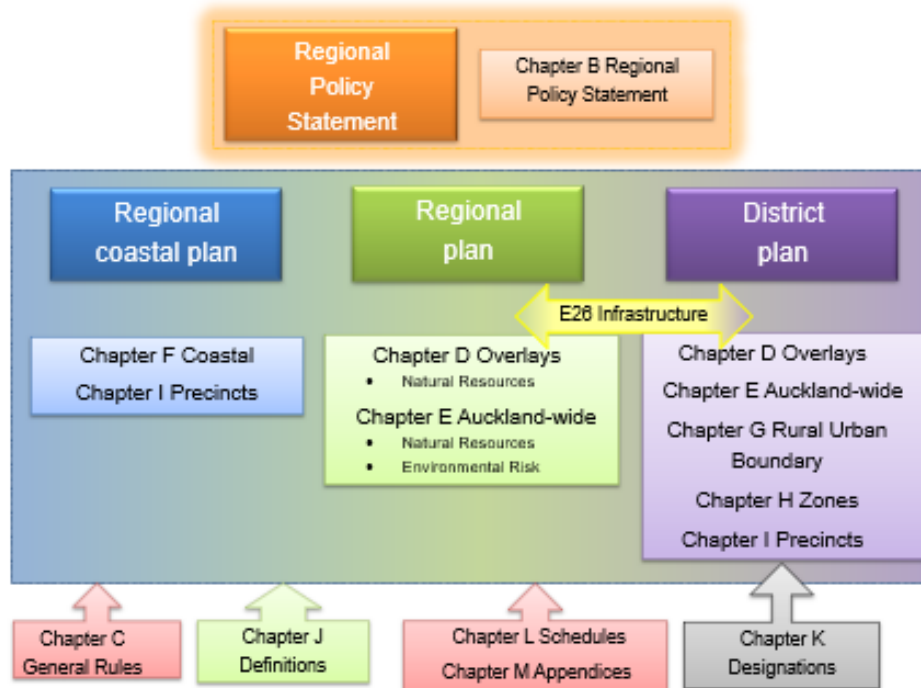 Regional
Policy
Statement
Chapter B Regional
Policy Statement
Regional
coastal plan
Regional
plan
District
plan
E26 Infrastructure
Chapter F Coastal
Chapter I Precincts
Chapter D Overlays
• Natural Resources
Chapter E Auckland-wide
• Natural Resources
• Environmental Risk
Chapter D Overlays
Chapter E Auckland-wide
Chapter G Rural Urban
Boundary
Chapter H Zones
Chapter I Precincts
Chapter C
General Rules
Chapter J
Definitions
Chapter L Schedules
Chapter M Appendices
Chapter K
Designations